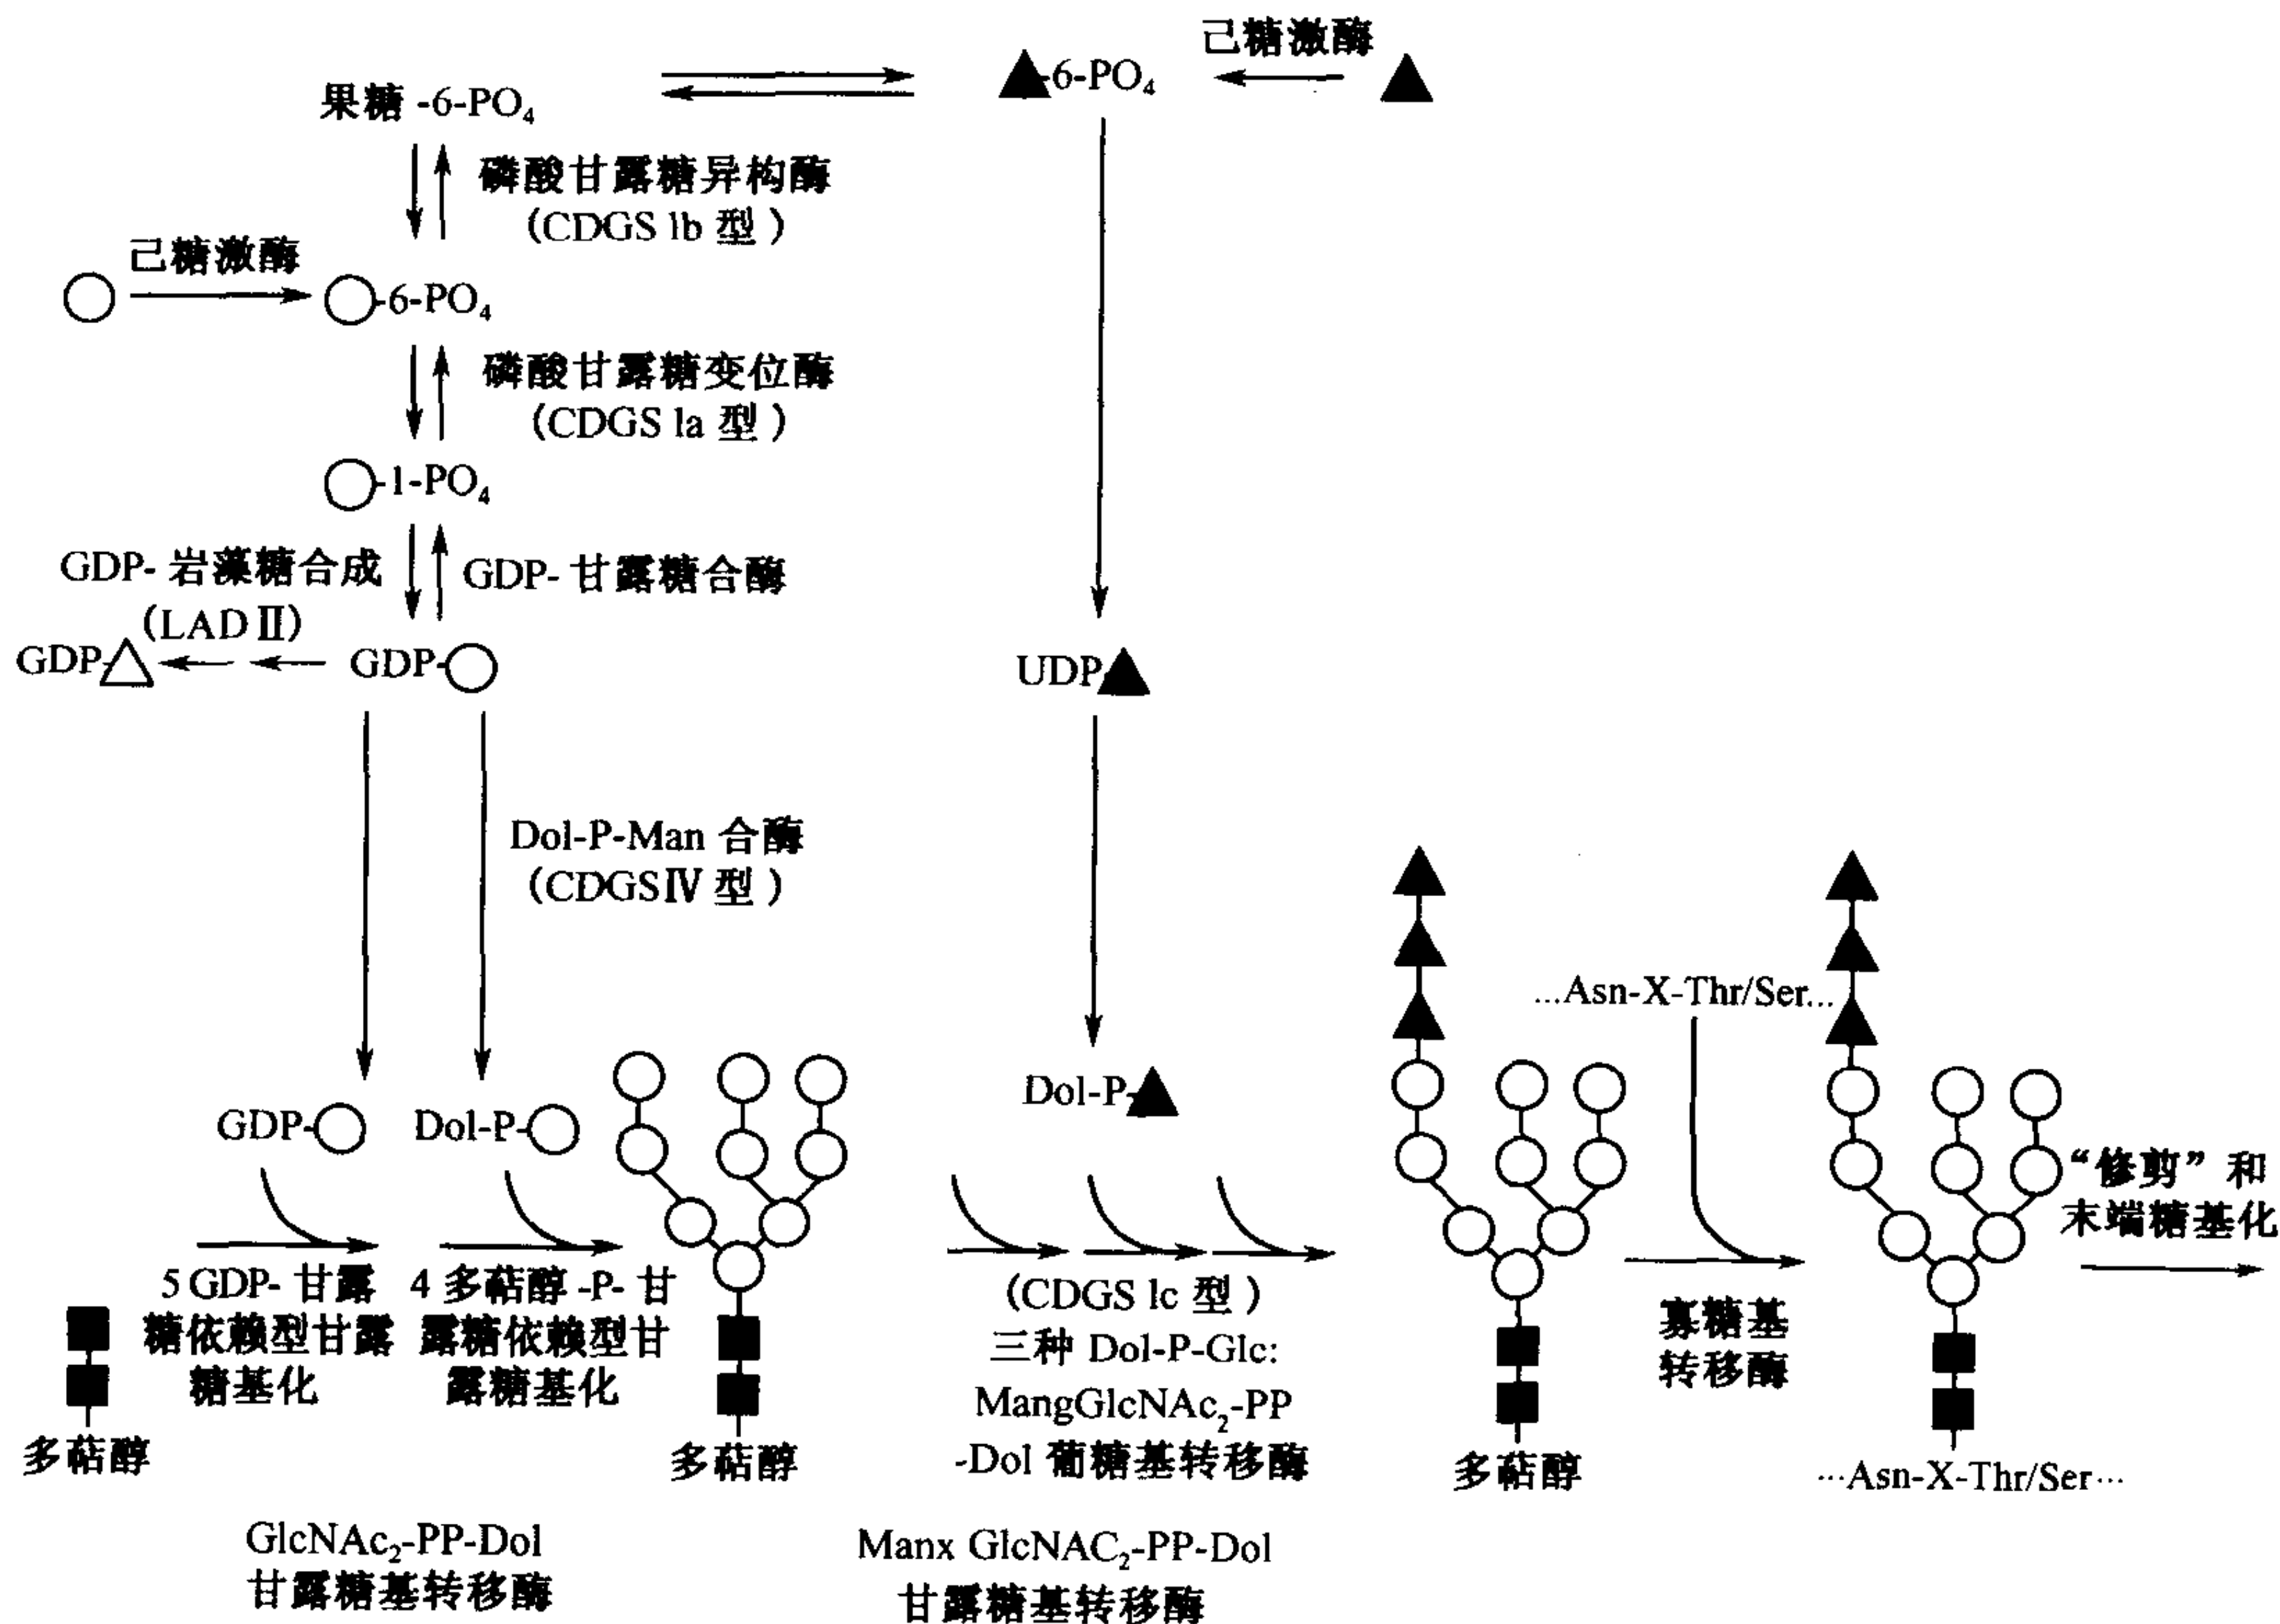 己糖激酶
果糖-6-PO₄
-6-PO₄
磷酸甘露糖异构酶
(CDGS Ⅰb 型)
己糖激酶
-6-PO₄
磷酸甘露糖变位酶
(CDGS Ⅰa 型)
-1-PO₄
GDP-岩藻糖合成
(LAD Ⅱ)
GDP-甘露糖合酶
GDP-
GDP-
UDP-
Dol-P-Man 合酶
(CDGS Ⅳ 型)
...Asn-X-Thr/Ser...
GDP-
Dol-P-
Dol-P-
“修剪”和
末端糖基化
5 GDP-甘露
糖依赖型甘露
糖基化
4 多萜醇-P-甘
露糖依赖型甘
露糖基化
(CDGS Ⅰc 型)
三种 Dol-P-Glc:
MangGlcNAc₂-PP
-Dol 葡糖基转移酶
寡糖基
转移酶
多萜醇
多萜醇
多萜醇
...Asn-X-Thr/Ser...
GlcNAc₂-PP-Dol
甘露糖基转移酶
Manx GlcNAC₂-PP-Dol
甘露糖基转移酶